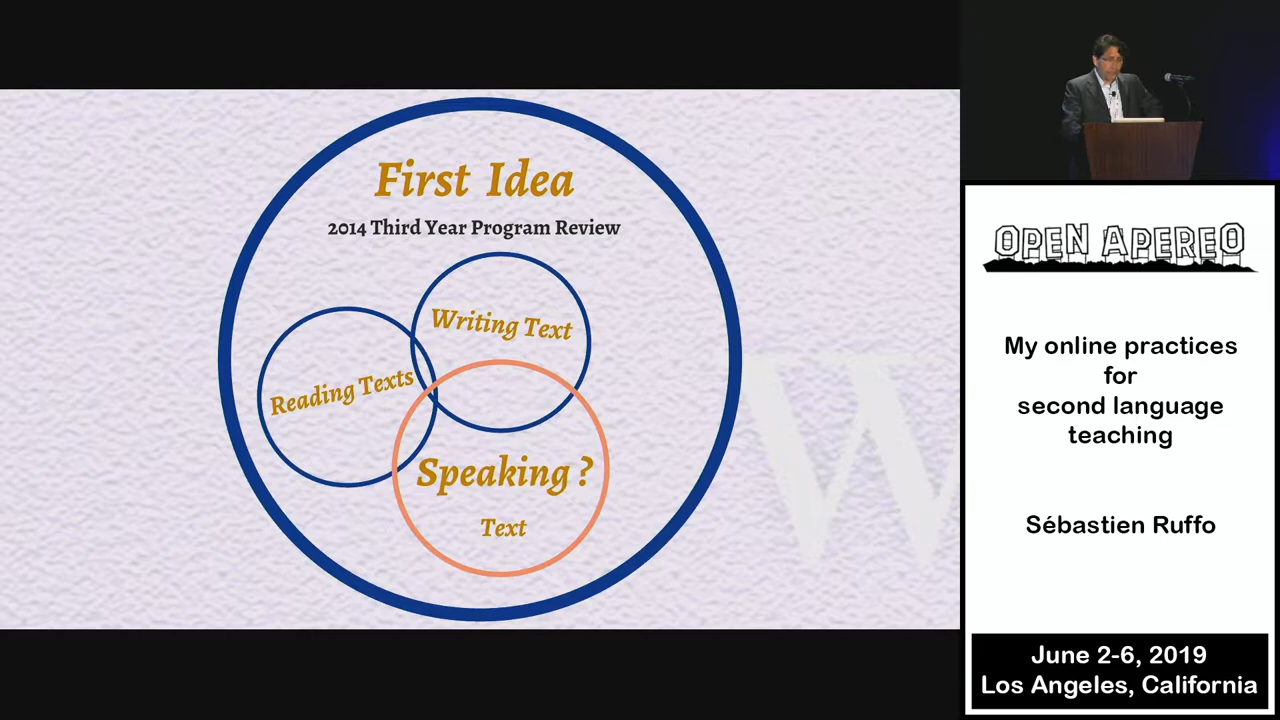 First Idea
2014 Third Year Program Review
Writing Text
Reading Texts
Speaking ?
Text
W
OPEN APEREO
My online practices
for
second language
teaching
Sébastien Ruffo
June 2-6, 2019
Los Angeles, California